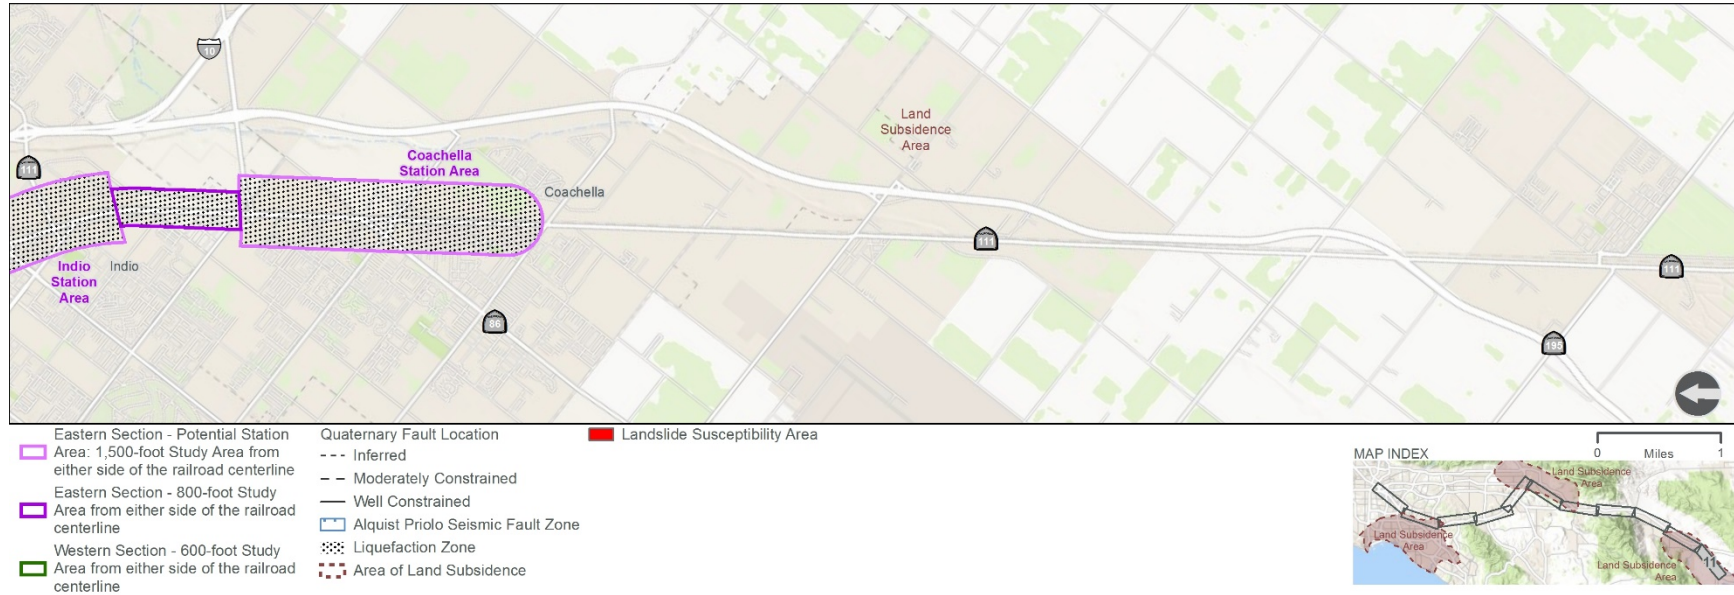 10
Land
Subsidence
Area
111
Coachella
Station Area
Coachella
111
Indio
Station
Area
Indio
111
86
195
Eastern Section - Potential Station
Area: 1,500-foot Study Area from
either side of the railroad centerline
Eastern Section - 800-foot Study
Area from either side of the railroad
centerline
Western Section - 600-foot Study
Area from either side of the railroad
centerline
Quaternary Fault Location
Inferred
Moderately Constrained
Well Constrained
Alquist Priolo Seismic Fault Zone
Liquefaction Zone
Area of Land Subsidence
Landslide Susceptibility Area
0 Miles 1
MAP INDEX
Land Subsidence
Area
Land Subsidence
Area
Land Subsidence
Area
11